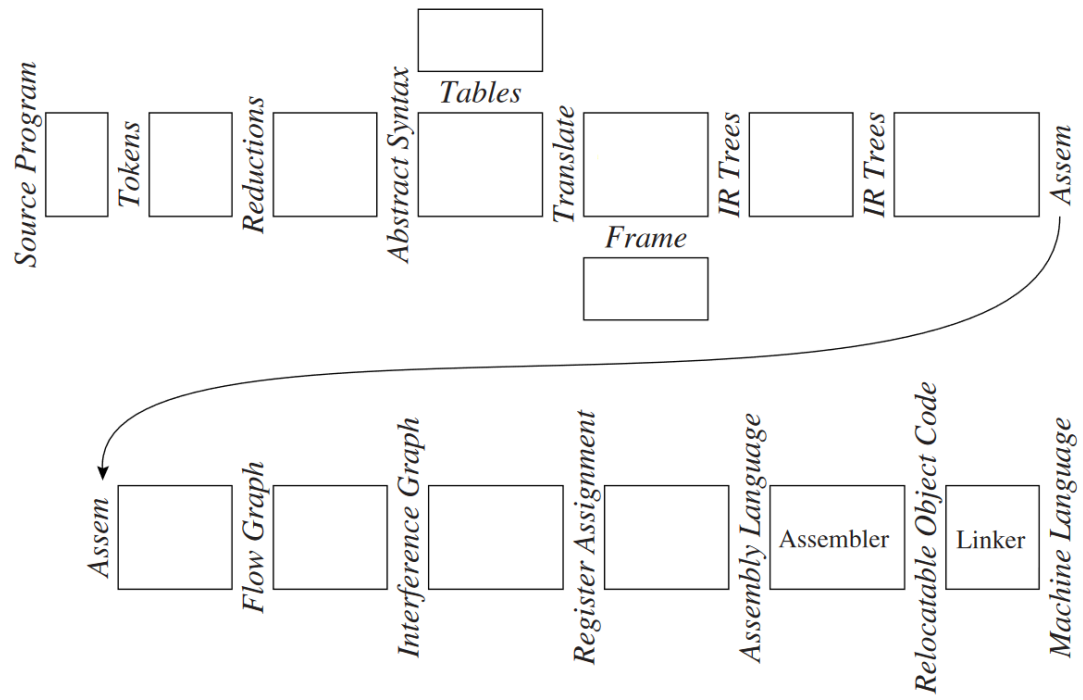 Source Program
Tokens
Reductions
Abstract Syntax
Tables
Translate
Frame
IR Trees
IR Trees
Assem
Assem
Flow Graph
Interference Graph
Register Assignment
Assembly Language
Assembler
Relocatable Object Code
Linker
Machine Language